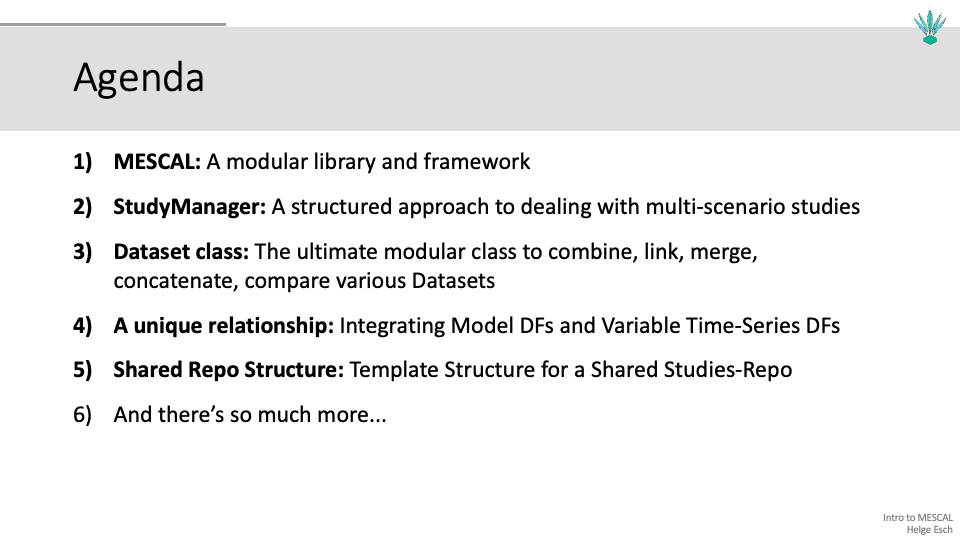 Agenda
1) MESCAL: A modular library and framework
2) StudyManager: A structured approach to dealing with multi-scenario studies
3) Dataset class: The ultimate modular class to combine, link, merge,
concatenate, compare various Datasets
4) A unique relationship: Integrating Model DFs and Variable Time-Series DFs
5) Shared Repo Structure: Template Structure for a Shared Studies-Repo
6) And there’s so much more...
Intro to MESCAL
Helge Esch